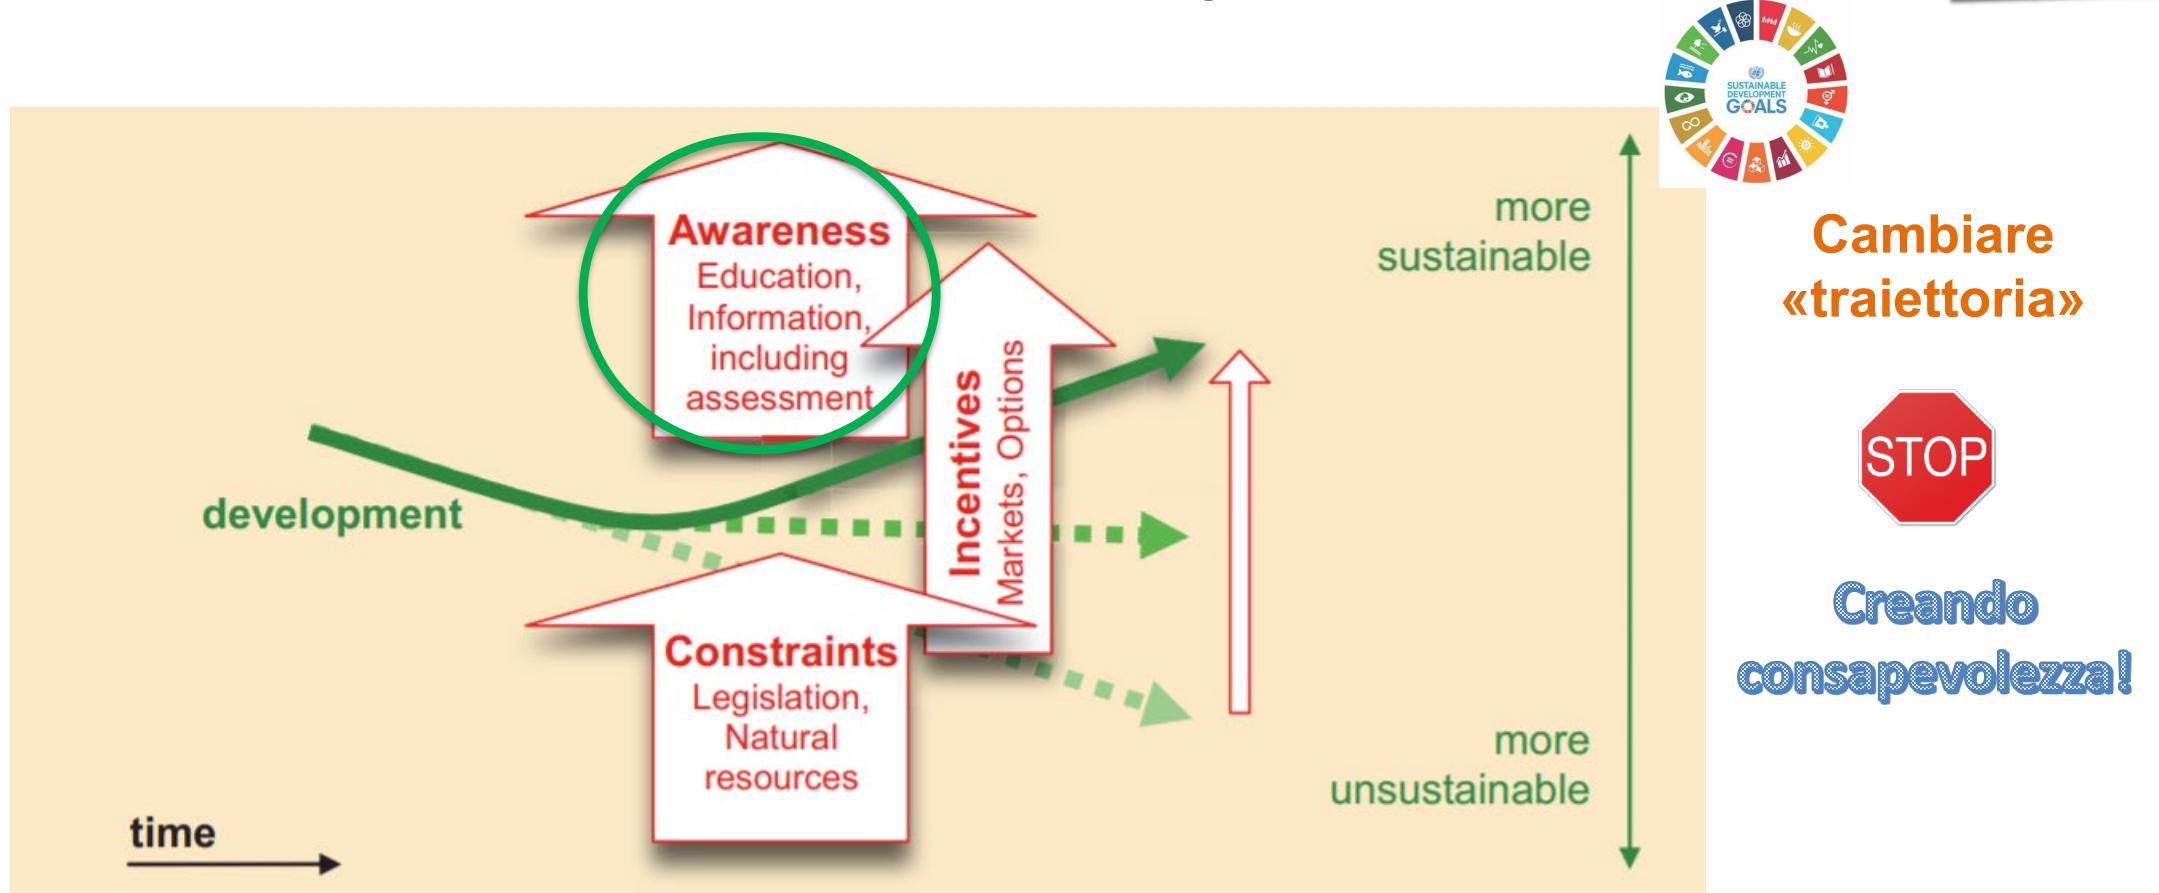 SUSTAINABLE
DEVELOPMENT
GOALS
Awareness
Education,
Information,
including
assessment
Incentives
Markets, Options
Constraints
Legislation,
Natural
resources
development
time
more
sustainable
more
unsustainable
Cambiare
«traiettoria»
STOP
Creando
consapevolezza!